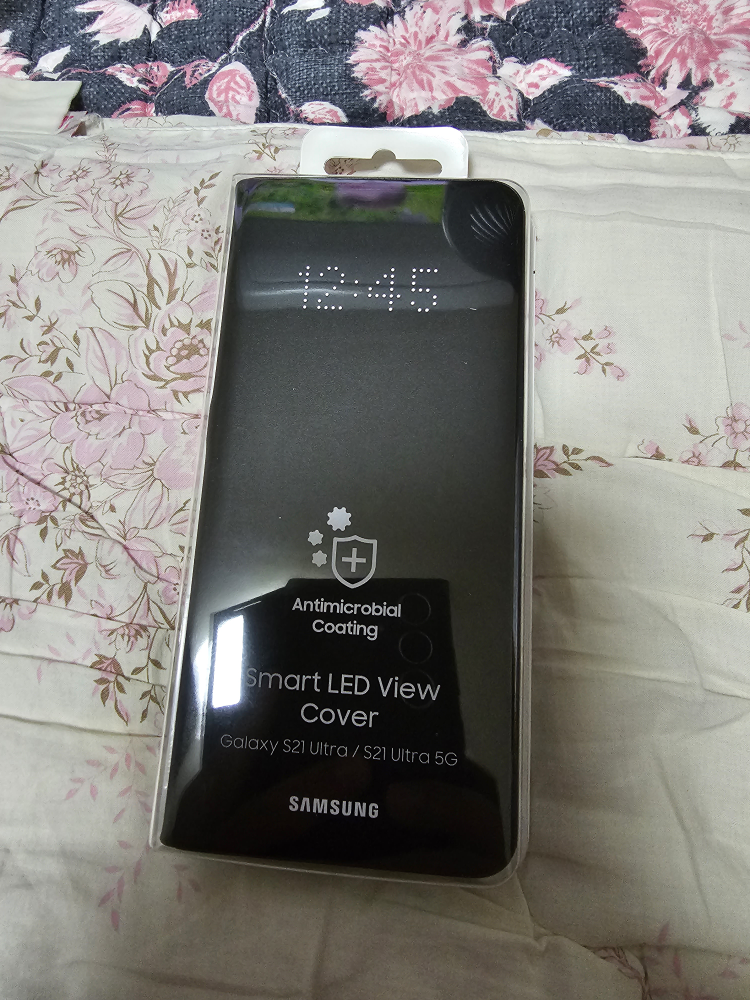 12:45
Antimicrobial
Coating
Smart LED View
Cover
Galaxy S21 Ultra / S21 Ultra 5G
SAMSUNG